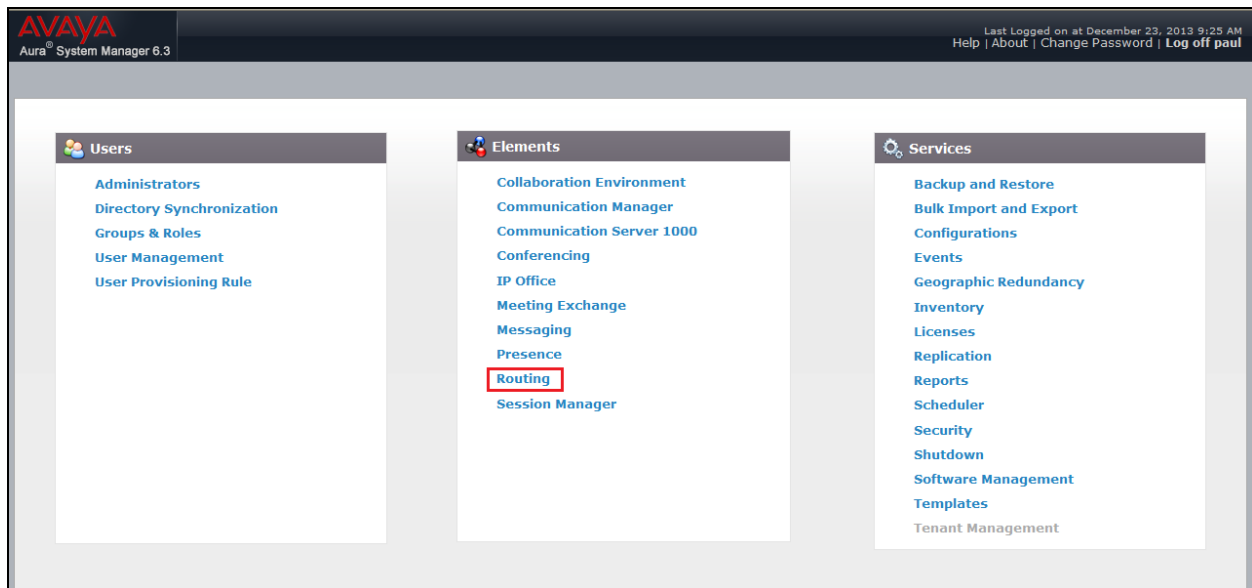 AVAYA
Aura® System Manager 6.3
Last Logged on at December 23, 2013 9:25 AM
Help | About | Change Password | Log off paul
Users
Administrators
Directory Synchronization
Groups & Roles
User Management
User Provisioning Rule
Elements
Collaboration Environment
Communication Manager
Communication Server 1000
Conferencing
IP Office
Meeting Exchange
Messaging
Presence
Routing
Session Manager
Services
Backup and Restore
Bulk Import and Export
Configurations
Events
Geographic Redundancy
Inventory
Licenses
Replication
Reports
Scheduler
Security
Shutdown
Software Management
Templates
Tenant Management